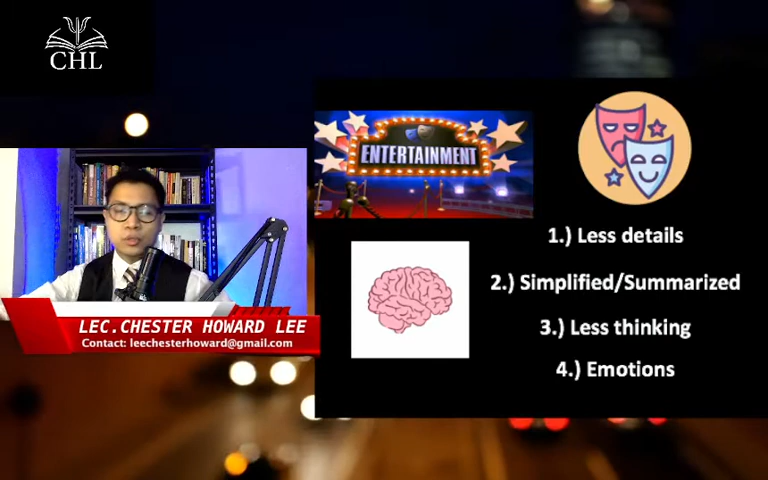 CHL
ENTERTAINMENT
1.) Less details
2.) Simplified/Summarized
3.) Less thinking
4.) Emotions
LEC.CHESTER HOWARD LEE
Contact: leechesterhoward@gmail.com